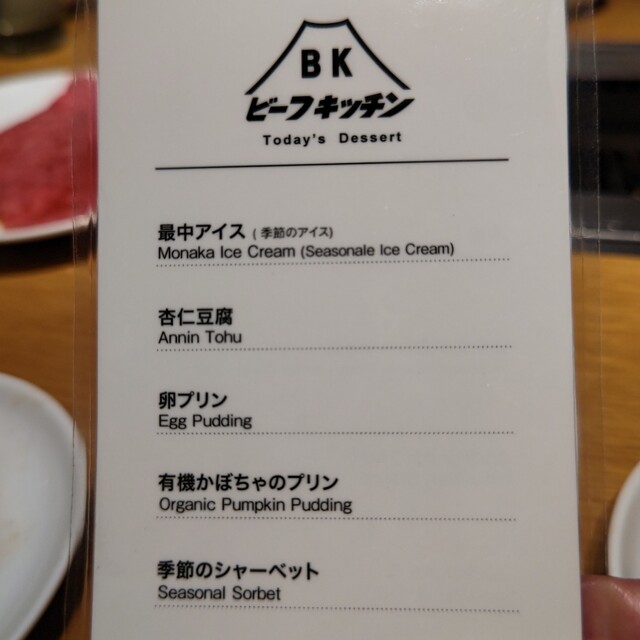 BK
ビーフキッチン
Today's Dessert
最中アイス (季節のアイス)
Monaka Ice Cream (Seasonale Ice Cream)
杏仁豆腐
Annin Tohu
卵プリン
Egg Pudding
有機かぼちゃのプリン
Organic Pumpkin Pudding
季節のシャーベット
Seasonal Sorbet